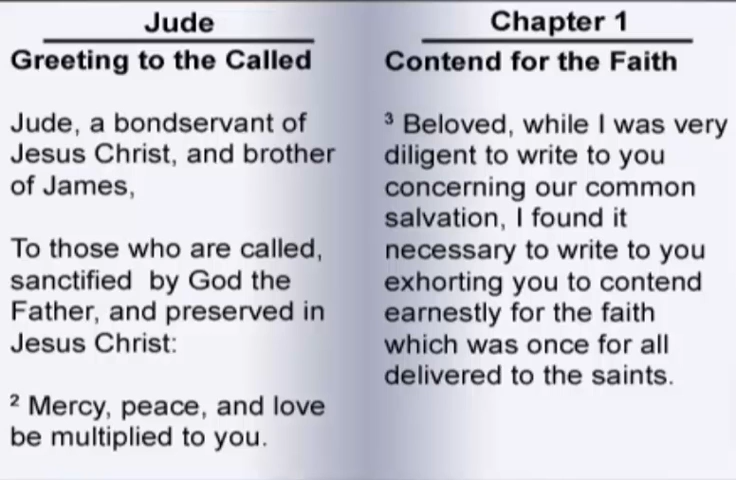 Jude
Greeting to the Called
Jude, a bondservant of
Jesus Christ, and brother
of James,
To those who are called,
sanctified by God the
Father, and preserved in
Jesus Christ:
² Mercy, peace, and love
be multiplied to you.
Chapter 1
Contend for the Faith
³ Beloved, while I was very
diligent to write to you
concerning our common
salvation, I found it
necessary to write to you
exhorting you to contend
earnestly for the faith
which was once for all
delivered to the saints.